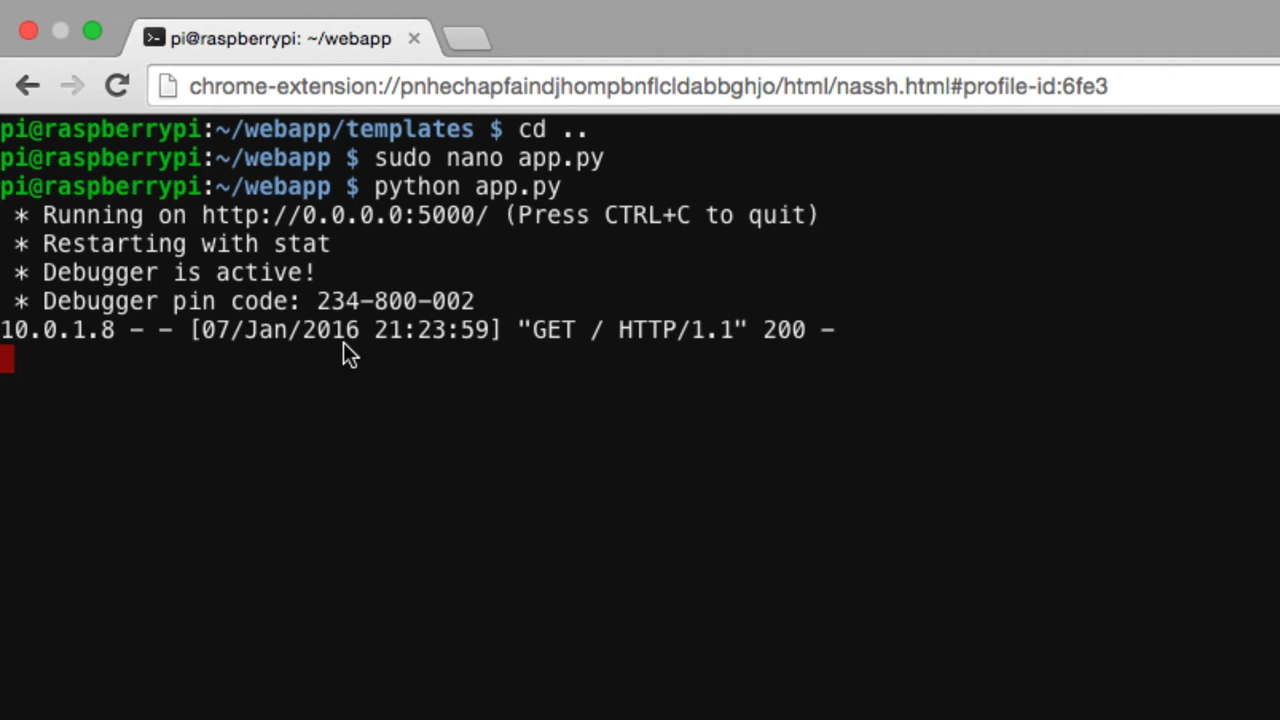 pi@raspberrypi: ~/webapp
chrome-extension://pnhechapfaindjhompbnflcldabbghjo/html/nassh.html#profile-id:6fe3
pi@raspberrypi:~/webapp/templates $ cd ..
pi@raspberrypi:~/webapp $ sudo nano app.py
pi@raspberrypi:~/webapp $ python app.py
 * Running on http://0.0.0.0:5000/ (Press CTRL+C to quit)
 * Restarting with stat
 * Debugger is active!
 * Debugger pin code: 234-800-002
10.0.1.8 - - [07/Jan/2016 21:23:59] "GET / HTTP/1.1" 200 -